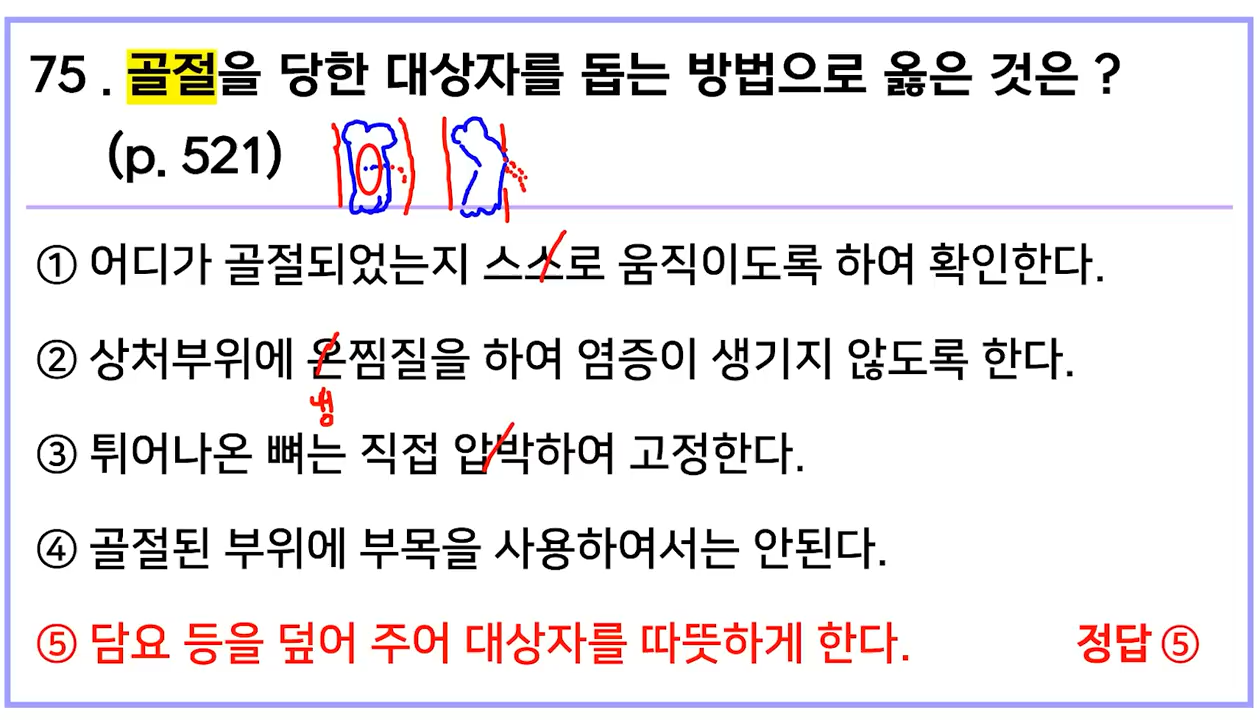 75 . 골절을 당한 대상자를 돕는 방법으로 옳은 것은 ?
(p. 521)
① 어디가 골절되었는지 스스로 움직이도록 하여 확인한다.
② 상처부위에 온찜질을 하여 염증이 생기지 않도록 한다.
냉
③ 튀어나온 뼈는 직접 압박하여 고정한다.
④ 골절된 부위에 부목을 사용하여서는 안된다.
⑤ 담요 등을 덮어 주어 대상자를 따뜻하게 한다. 정답 ⑤